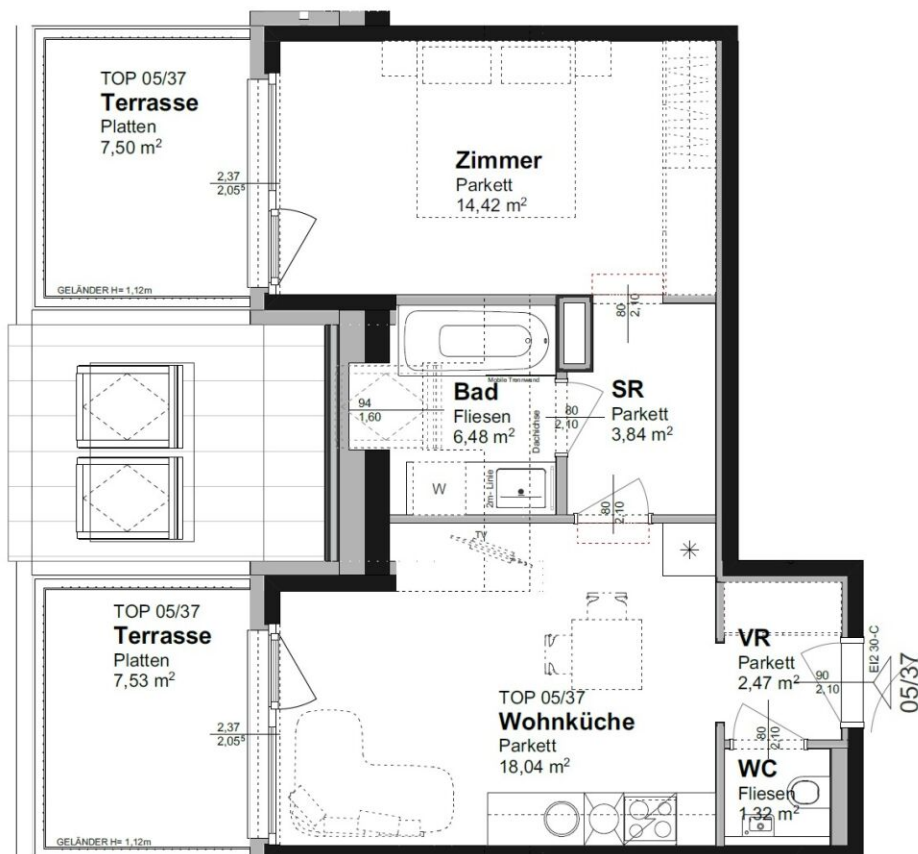 TOP 05/37
Terrasse
Platten
7,50 m²
2,37
2,05⁵
GELÄNDER H= 1,12m
Zimmer
Parkett
14,42 m²
80
2,10
Mobile Trennwand
Bad
Fliesen
6,48 m²
94
1,60
Dachichse
80
2,10
SR
Parkett
3,84 m²
W
2m- Linie
80
2,10
TV
TOP 05/37
Terrasse
Platten
7,53 m²
2,37
2,05⁵
GELÄNDER H= 1,12m
TOP 05/37
Wohnküche
Parkett
18,04 m²
VR
Parkett
2,47 m²
EI2 30-C
90
2,10
05/37
80
2,10
WC
Fliesen
1,32 m²